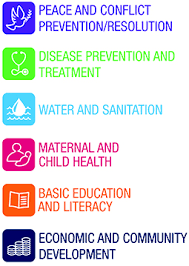 PEACE AND CONFLICT
PREVENTION/RESOLUTION
DISEASE PREVENTION AND
TREATMENT
WATER AND SANITATION
MATERNAL AND
CHILD HEALTH
BASIC EDUCATION
AND LITERACY
ECONOMIC AND COMMUNITY
DEVELOPMENT